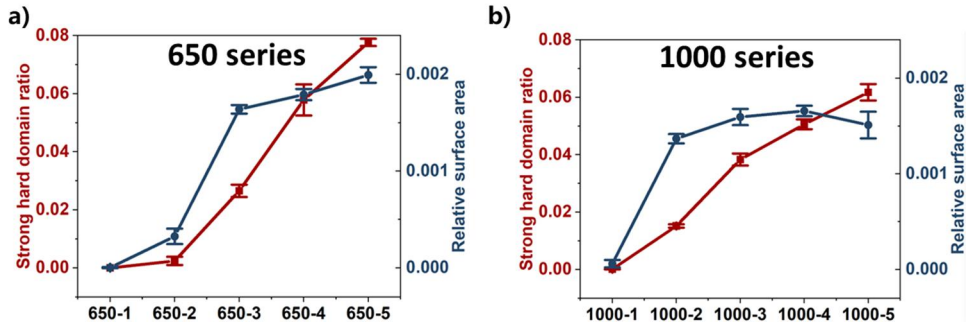 a)
650 series
Strong hard domain ratio
0.08
0.06
0.04
0.02
0.00
Relative surface area
0.002
0.001
0.000
650-1 650-2 650-3 650-4 650-5
b)
1000 series
Strong hard domain ratio
0.08
0.06
0.04
0.02
0.00
Relative surface area
0.002
0.001
0.000
1000-1 1000-2 1000-3 1000-4 1000-5